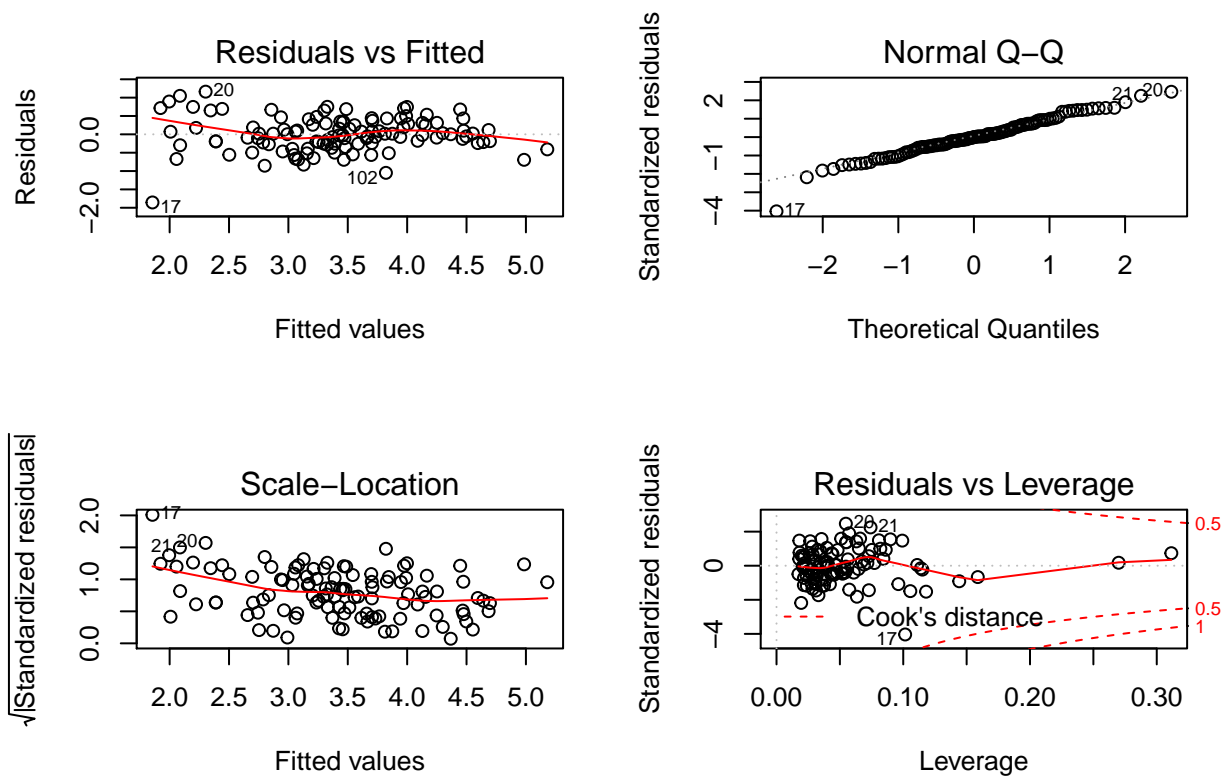 Residuals vs Fitted
Residuals
0.0
−2.0
20
102
17
2.0 2.5 3.0 3.5 4.0 4.5 5.0
Fitted values
Normal Q−Q
Standardized residuals
2
−1
−4
21 20
17
−2 −1 0 1 2
Theoretical Quantiles
Scale−Location
√|Standardized residuals|
2.0
1.0
0.0
17
21 20
2.0 2.5 3.0 3.5 4.0 4.5 5.0
Fitted values
Residuals vs Leverage
Standardized residuals
0
−4
20 21
17
Cook's distance
0.5
0.5
1
0.00 0.10 0.20 0.30
Leverage